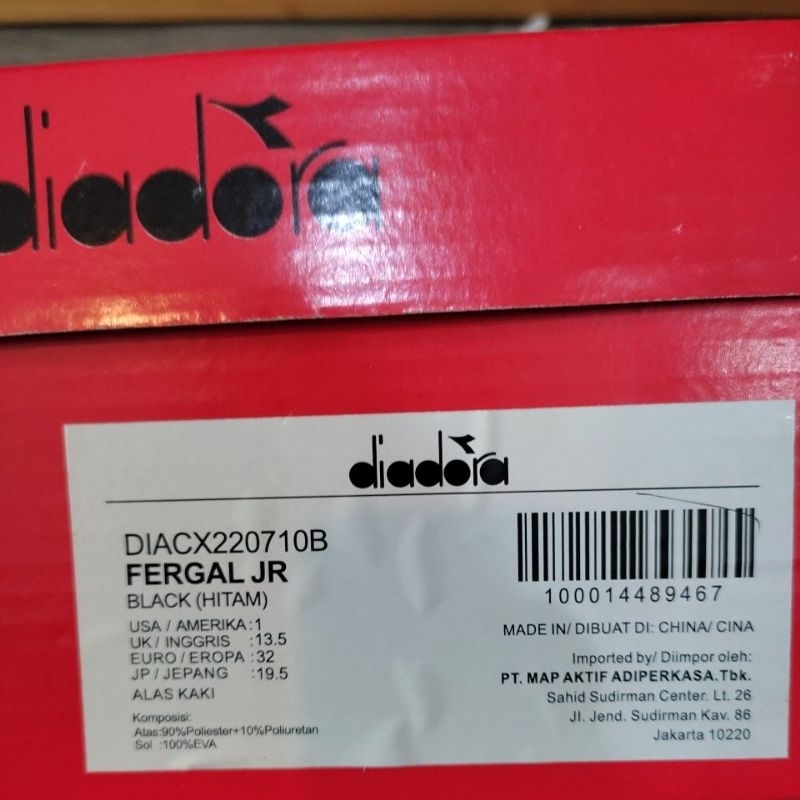 diadora
diadora
DIACX220710B
FERGAL JR
BLACK (HITAM)
USA / AMERIKA :1
UK / INGGRIS :13.5
EURO / EROPA :32
JP / JEPANG :19.5
ALAS KAKI
Komposisi:
Atas:90%Poliester+10%Poliuretan
Sol :100%EVA
100014489467
MADE IN/ DIBUAT DI: CHINA/ CINA
Imported by/ Diimpor oleh:
PT. MAP AKTIF ADIPERKASA.Tbk.
Sahid Sudirman Center. Lt. 26
Jl. Jend. Sudirman Kav. 86
Jakarta 10220